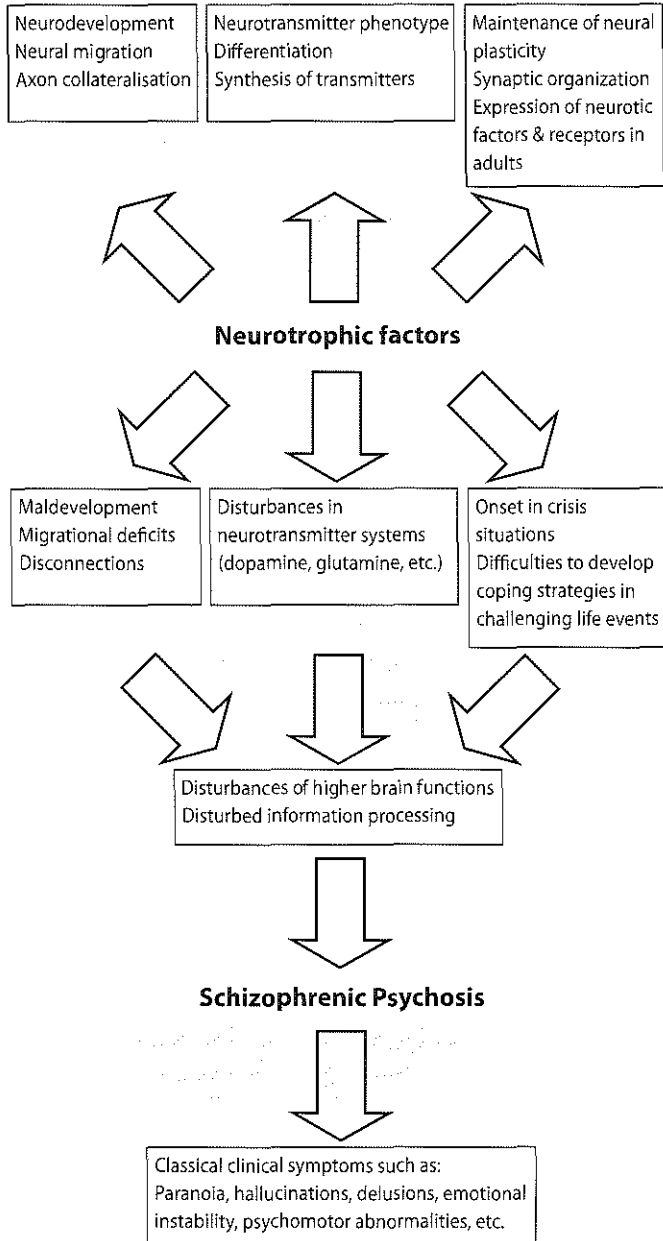 Neurodevelopment
Neural migration
Axon collateralisation
Neurotransmitter phenotype
Differentiation
Synthesis of transmitters
Maintenance of neural
plasticity
Synaptic organization
Expression of neurotic
factors & receptors in
adults
Neurotrophic factors
Maldevelopment
Migrational deficits
Disconnections
Disturbances in
neurotransmitter systems
(dopamine, glutamine, etc.)
Onset in crisis
situations
Difficulties to develop
coping strategies in
challenging life events
Disturbances of higher brain functions
Disturbed information processing
Schizophrenic Psychosis
Classical clinical symptoms such as:
Paranoia, hallucinations, delusions, emotional
instability, psychomotor abnormalities, etc.